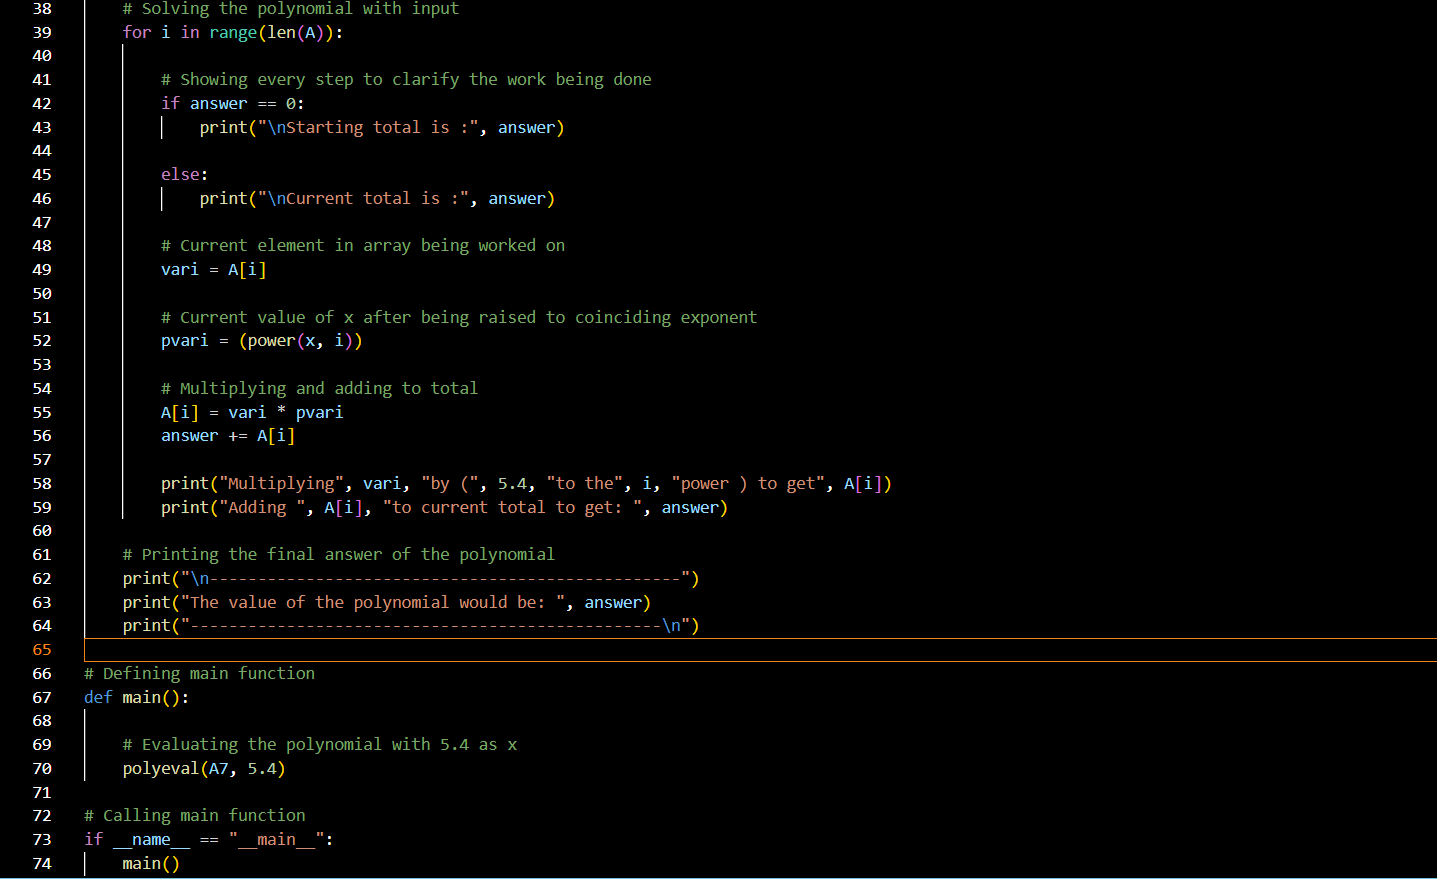 38 # Solving the polynomial with input
39 for i in range(len(A)):
40
41 # Showing every step to clarify the work being done
42 if answer == 0:
43 print("\nStarting total is :", answer)
44
45 else:
46 print("\nCurrent total is :", answer)
47
48 # Current element in array being worked on
49 vari = A[i]
50
51 # Current value of x after being raised to coinciding exponent
52 pvari = (power(x, i))
53
54 # Multiplying and adding to total
55 A[i] = vari * pvari
56 answer += A[i]
57
58 print("Multiplying", vari, "by (", 5.4, "to the", i, "power ) to get", A[i])
59 print("Adding ", A[i], "to current total to get: ", answer)
60
61 # Printing the final answer of the polynomial
62 print("\n-------------------------------------------------")
63 print("The value of the polynomial would be: ", answer)
64 print("-------------------------------------------------\n")
65
66 # Defining main function
67 def main():
68
69 # Evaluating the polynomial with 5.4 as x
70 polyeval(A7, 5.4)
71
72 # Calling main function
73 if __name__ == "__main__":
74 main()